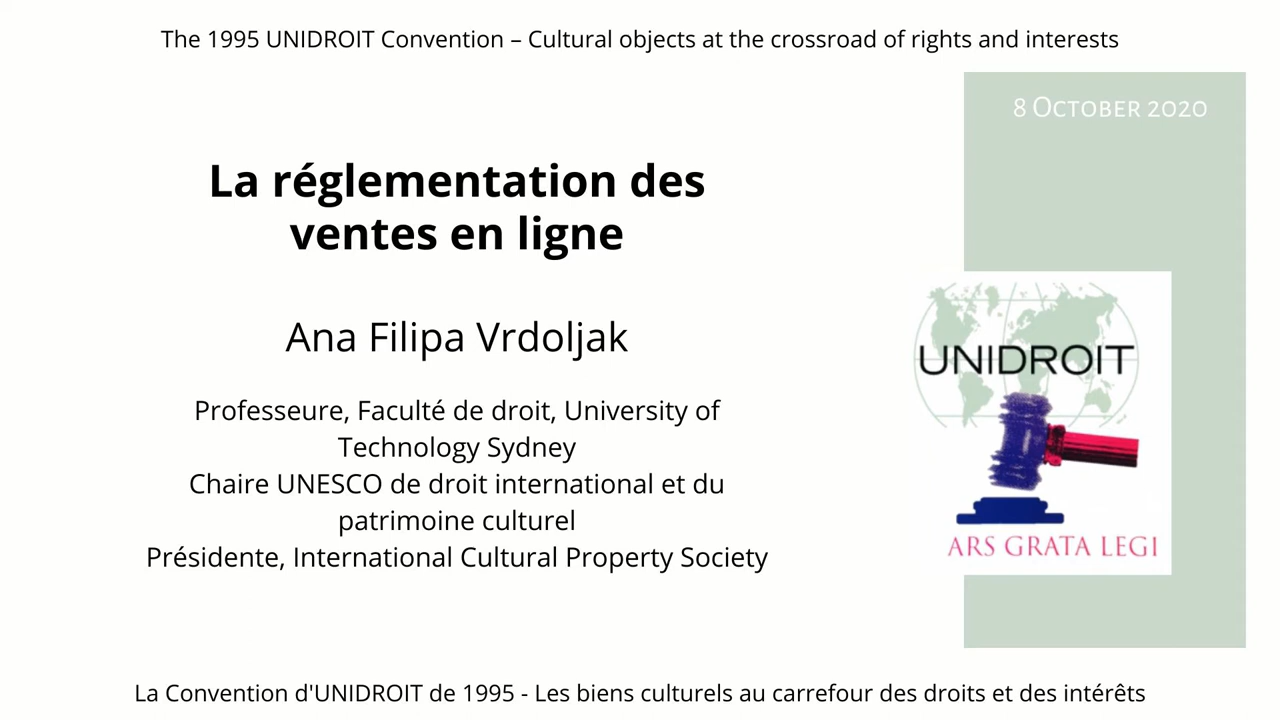 The 1995 UNIDROIT Convention – Cultural objects at the crossroad of rights and interests
8 OCTOBER 2020
La réglementation des
ventes en ligne
Ana Filipa Vrdoljak
Professeure, Faculté de droit, University of
Technology Sydney
Chaire UNESCO de droit international et du
patrimoine culturel
Présidente, International Cultural Property Society
UNIDROIT
ARS GRATA LEGI
La Convention d'UNIDROIT de 1995 - Les biens culturels au carrefour des droits et des intérêts